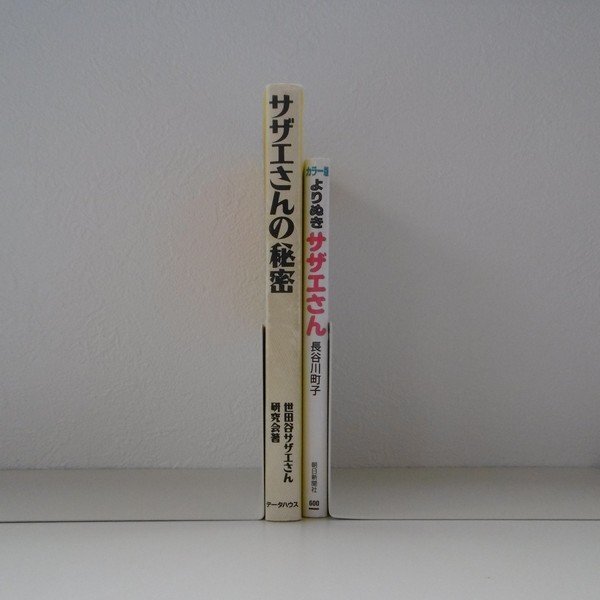 サザエさんの秘密
世田谷サザエさん
研究会著
データハウス
カラー版
よりぬき
サザエさん
長谷川町子
朝日新聞社
600